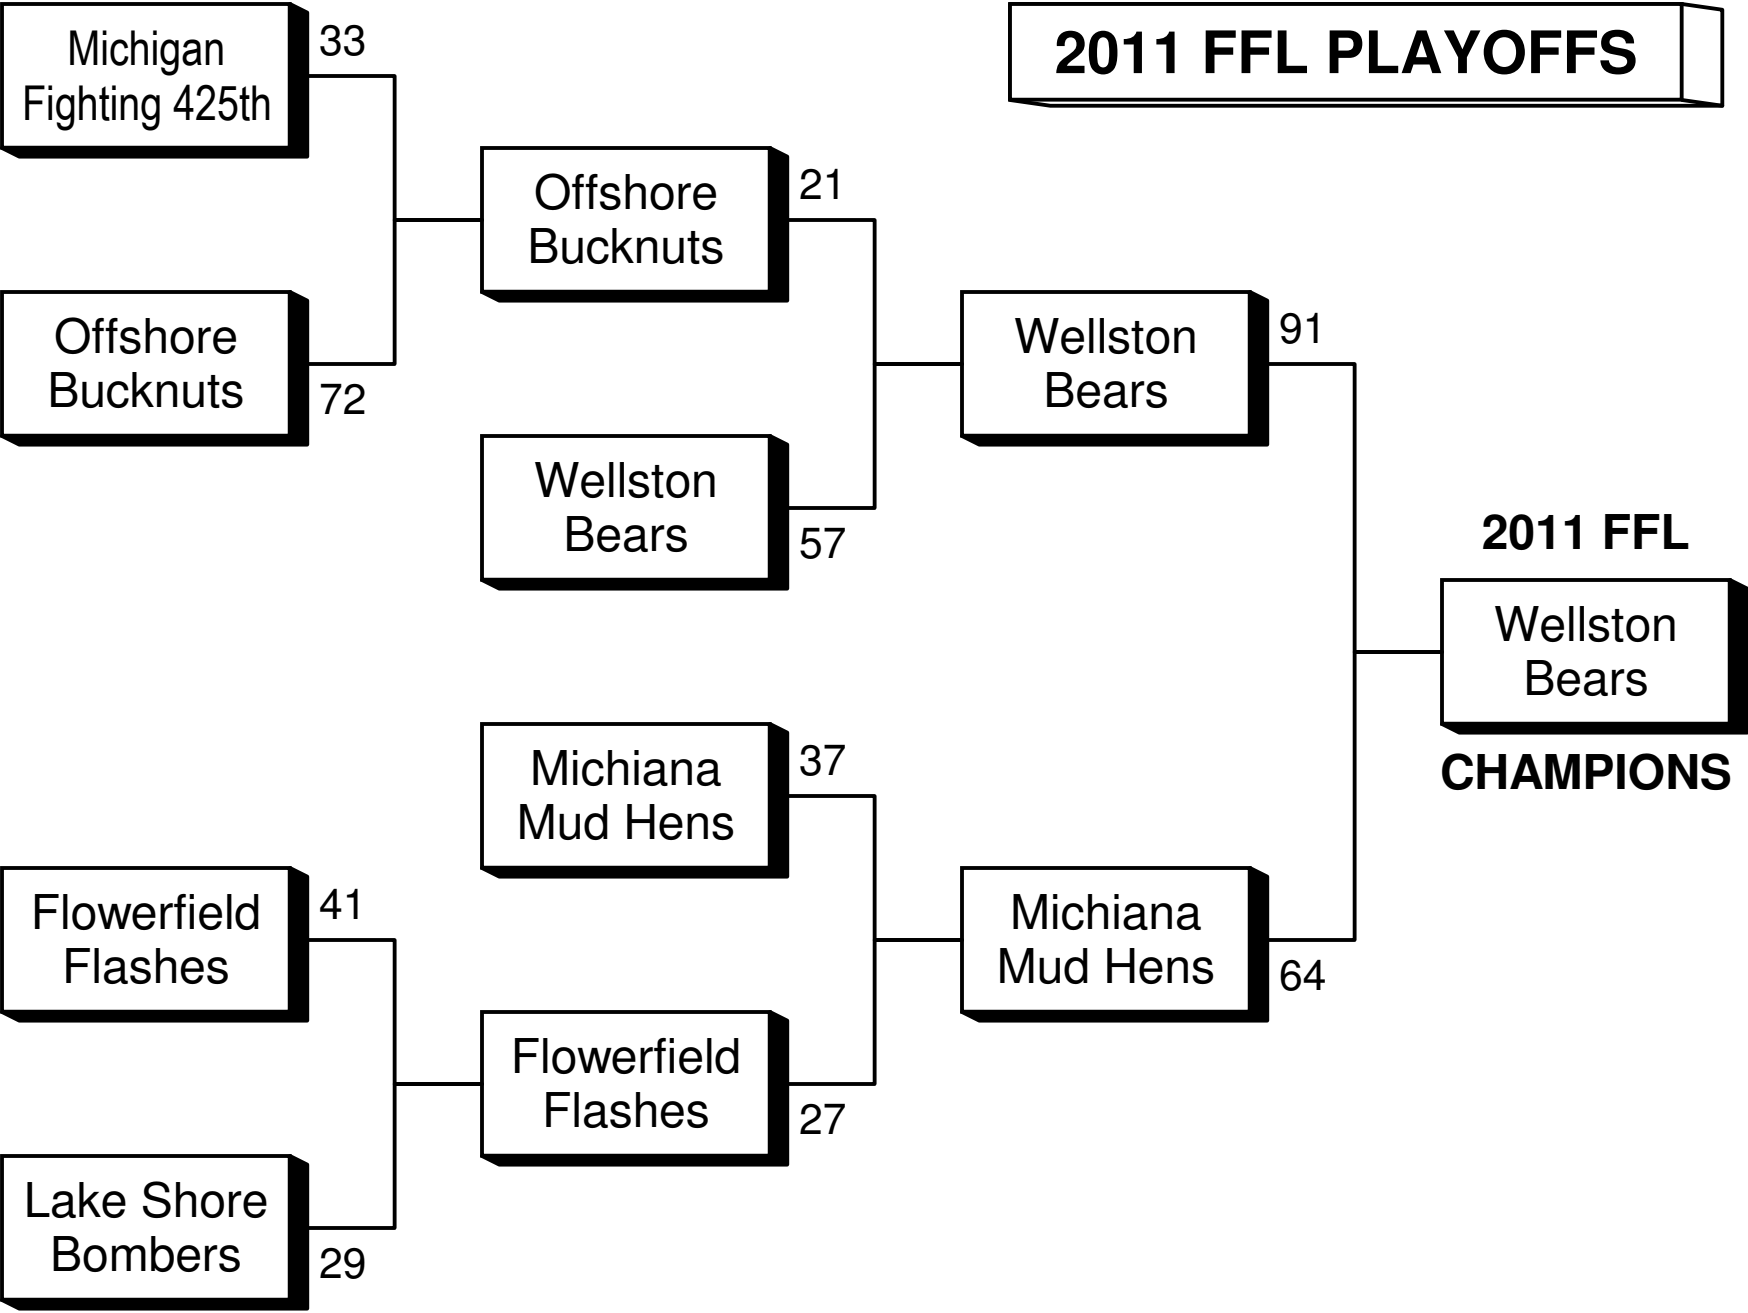 2011 FFL PLAYOFFS
Michigan
Fighting 425th
33
Offshore
Bucknuts
72
Offshore
Bucknuts
21
Wellston
Bears
57
Wellston
Bears
91
Michiana
Mud Hens
37
Flowerfield
Flashes
41
Lake Shore
Bombers
29
Flowerfield
Flashes
27
Michiana
Mud Hens
64
2011 FFL
Wellston
Bears
CHAMPIONS